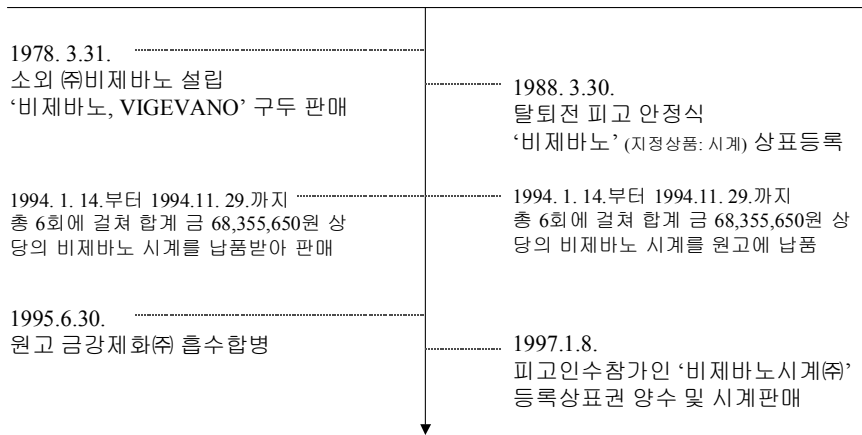 1978. 3.31.
소외 ㈜비제바노 설립
‘비제바노, VIGEVANO’ 구두 판매
1988. 3.30.
탈퇴전 피고 안정식
‘비제바노’ (지정상품: 시계) 상표등록
1994. 1. 14.부터 1994.11. 29.까지
총 6회에 걸쳐 합계 금 68,355,650원 상
당의 비제바노 시계를 납품받아 판매
1994. 1. 14.부터 1994.11. 29.까지
총 6회에 걸쳐 합계 금 68,355,650원 상
당의 비제바노 시계를 원고에 납품
1995.6.30.
원고 금강제화㈜ 흡수합병
1997.1.8.
피고인수참가인 ‘비제바노시계㈜’
등록상표권 양수 및 시계판매